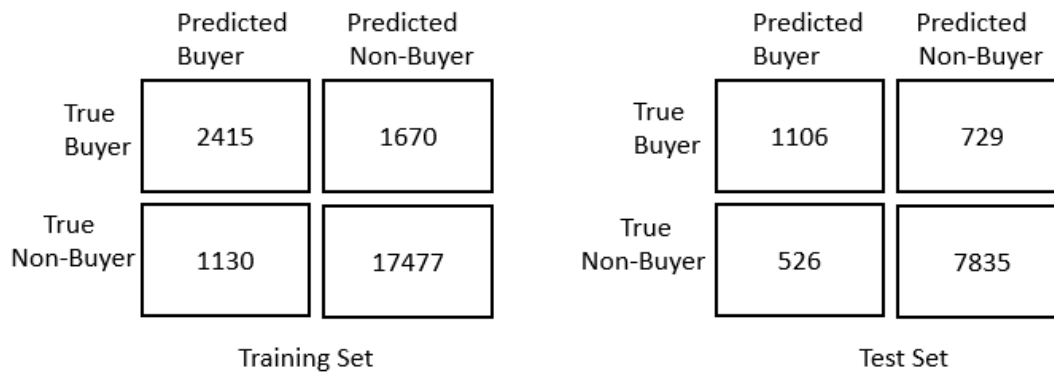 Predicted Buyer
Predicted Non-Buyer
True Buyer
2415
1670
True Non-Buyer
1130
17477
Training Set
Predicted Buyer
Predicted Non-Buyer
True Buyer
1106
729
True Non-Buyer
526
7835
Test Set